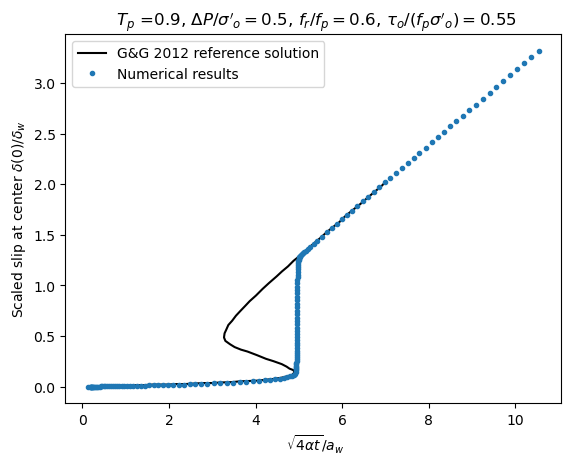 T_p =0.9, ΔP/σ'_o = 0.5, f_r/f_p = 0.6, τ_o/(f_pσ'_o) = 0.55
G&G 2012 reference solution
Numerical results
Scaled slip at center δ(0)/δ_w
3.0
2.5
2.0
1.5
1.0
0.5
0.0
0 2 4 6 8 10
√4αt/a_w